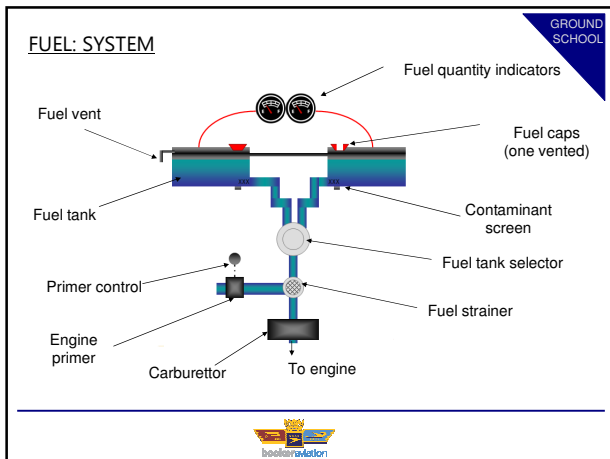 GROUND
SCHOOL
FUEL: SYSTEM
Fuel quantity indicators
Fuel vent
Fuel caps
(one vented)
Fuel tank
Contaminant
screen
Fuel tank selector
Primer control
Fuel strainer
Engine
primer
Carburettor
To engine
bookeraviation